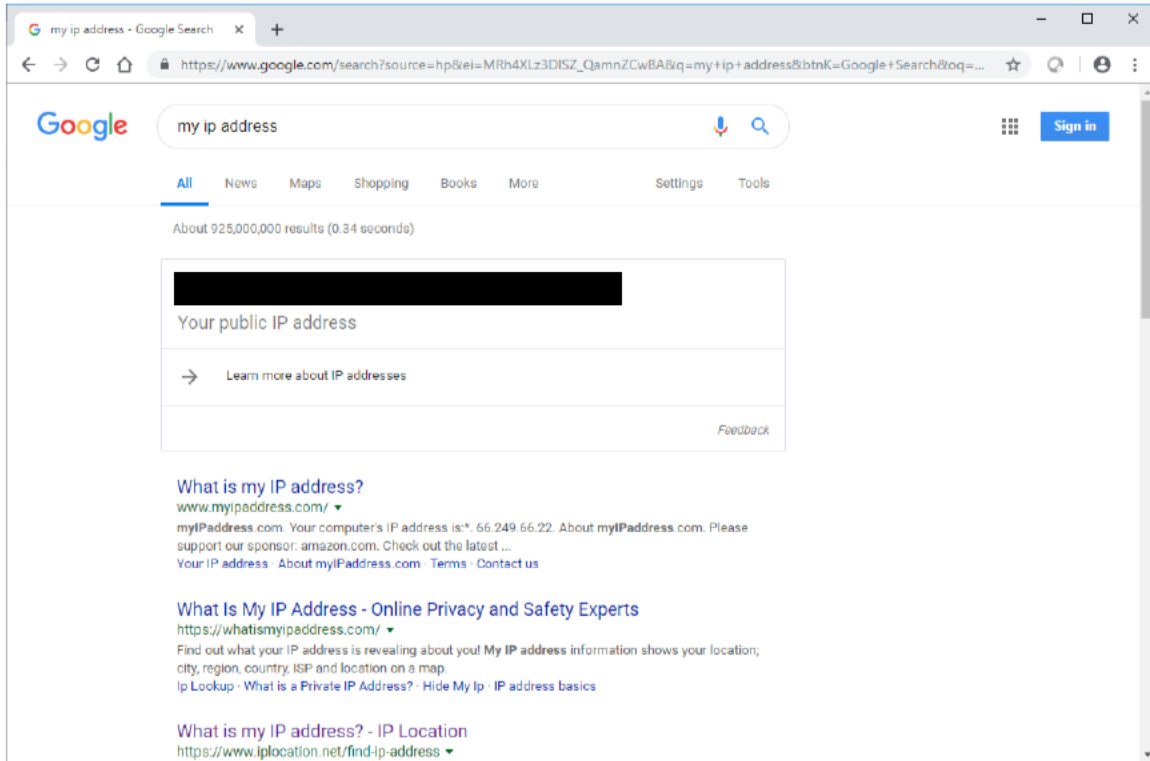 my ip address - Google Search
https://www.google.com/search?source=hp&ei=MRh4XLz3DISZ_QamnZCwBA&q=my+ip+address&btnK=Google+Search&oq=...
Google
my ip address
Sign in
All News Maps Shopping Books More Settings Tools
About 925,000,000 results (0.34 seconds)
Your public IP address
Learn more about IP addresses
Feedback
What is my IP address?
www.myipaddress.com/
myIPaddress.com. Your computer's IP address is:*. 66.249.66.22. About myIPaddress.com. Please
support our sponsor: amazon.com. Check out the latest ...
Your IP address · About myIPaddress.com · Terms · Contact us
What Is My IP Address - Online Privacy and Safety Experts
https://whatismyipaddress.com/
Find out what your IP address is revealing about you! My IP address information shows your location;
city, region, country, ISP and location on a map.
Ip Lookup · What is a Private IP Address? · Hide My Ip · IP address basics
What is my IP address? - IP Location
https://www.iplocation.net/find-ip-address